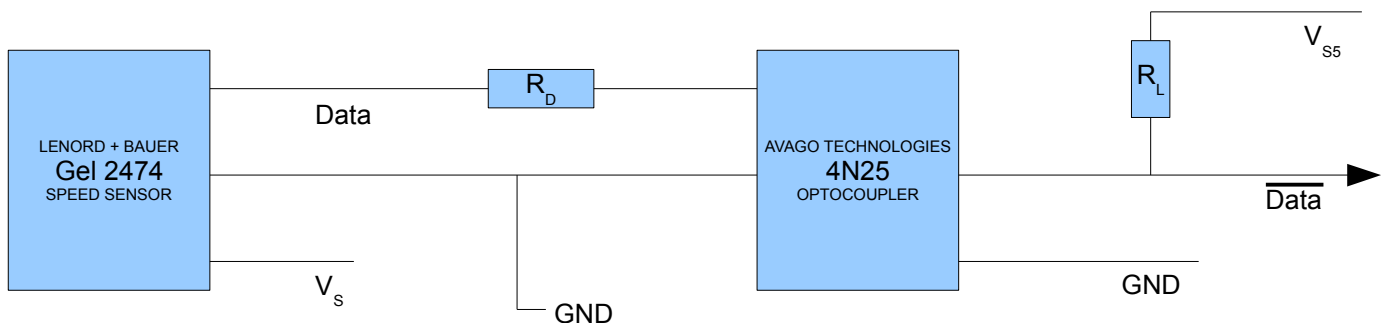 LENORD + BAUER
Gel 2474
SPEED SENSOR
Data
V_S
R_D
GND
AVAGO TECHNOLOGIES
4N25
OPTOCOUPLER
R_L
V_S5
Data
GND